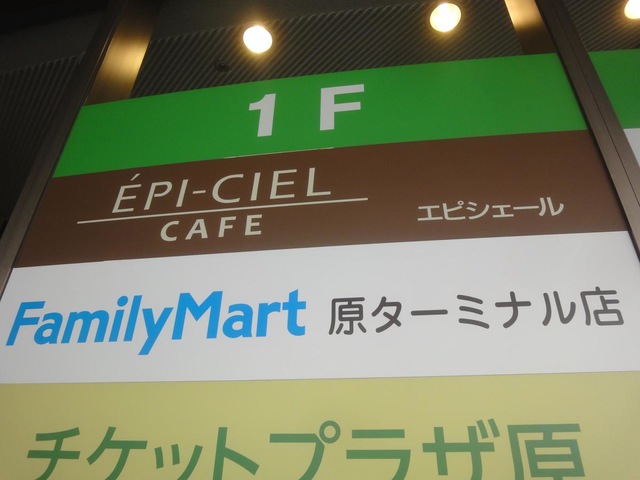 1F
ÉPI-CIEL
CAFE エピシェール
FamilyMart 原ターミナル店
チケットプラザ原